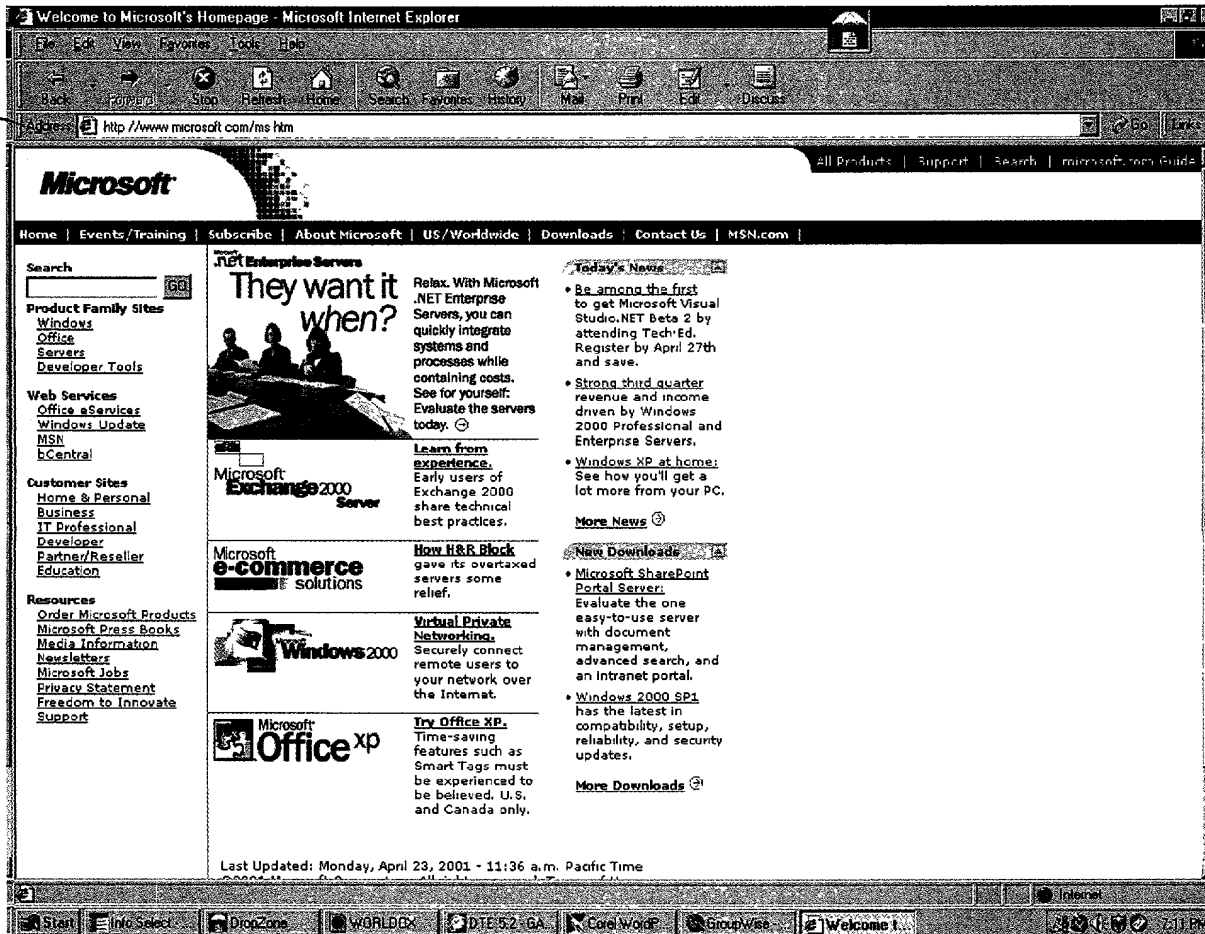 Welcome to Microsoft's Homepage - Microsoft Internet Explorer
File Edit View Favorites Tools Help
Back Forward Stop Refresh Home Search Favorites History Mail Print Edit Discuss
Address http //www microsoft com/ms htm Go Links
All Products | Support | Search | microsoft.com Guide
Microsoft
Home | Events/Training | Subscribe | About Microsoft | US/Worldwide | Downloads | Contact Us | MSN.com |
Search
GO
Product Family Sites
Windows
Office
Servers
Developer Tools
Web Services
Office eServices
Windows Update
MSN
bCentral
Customer Sites
Home & Personal
Business
IT Professional
Developer
Partner/Reseller
Education
Resources
Order Microsoft Products
Microsoft Press Books
Media Information
Newsletters
Microsoft Jobs
Privacy Statement
Freedom to Innovate
Support
Microsoft
.net Enterprise Servers
They want it
when?
Relax. With Microsoft
.NET Enterprise
Servers, you can
quickly integrate
systems and
processes while
containing costs.
See for yourself:
Evaluate the servers
today.
Microsoft
Exchange 2000
Server
Learn from
experience.
Early users of
Exchange 2000
share technical
best practices.
Microsoft
e-commerce
solutions
How H&R Block
gave its overtaxed
servers some
relief.
Microsoft
Windows 2000
Virtual Private
Networking.
Securely connect
remote users to
your network over
the Internet.
Microsoft
Office xp
Try Office XP.
Time-saving
features such as
Smart Tags must
be experienced to
be believed. U.S.
and Canada only.
Today's News
• Be among the first
to get Microsoft Visual
Studio.NET Beta 2 by
attending Tech·Ed.
Register by April 27th
and save.
• Strong third quarter
revenue and income
driven by Windows
2000 Professional and
Enterprise Servers.
• Windows XP at home:
See how you'll get a
lot more from your PC.
More News
New Downloads
• Microsoft SharePoint
Portal Server:
Evaluate the one
easy-to-use server
with document
management,
advanced search, and
an intranet portal.
• Windows 2000 SP1
has the latest in
compatibility, setup,
reliability, and security
updates.
More Downloads
Last Updated: Monday, April 23, 2001 - 11:36 a.m. Pacific Time
Internet
Start Info Select DropZone WORLDOX DTE 5.2 - GA... Corel WordP... GroupWise -... Welcome t... 7:11 PM